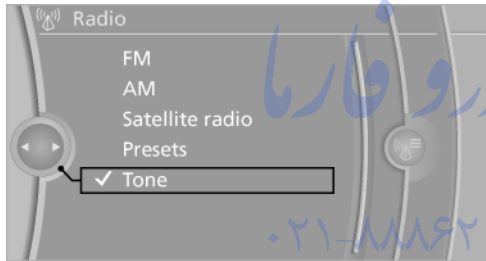 Radio
FM
AM
Satellite radio
Presets
✓ Tone